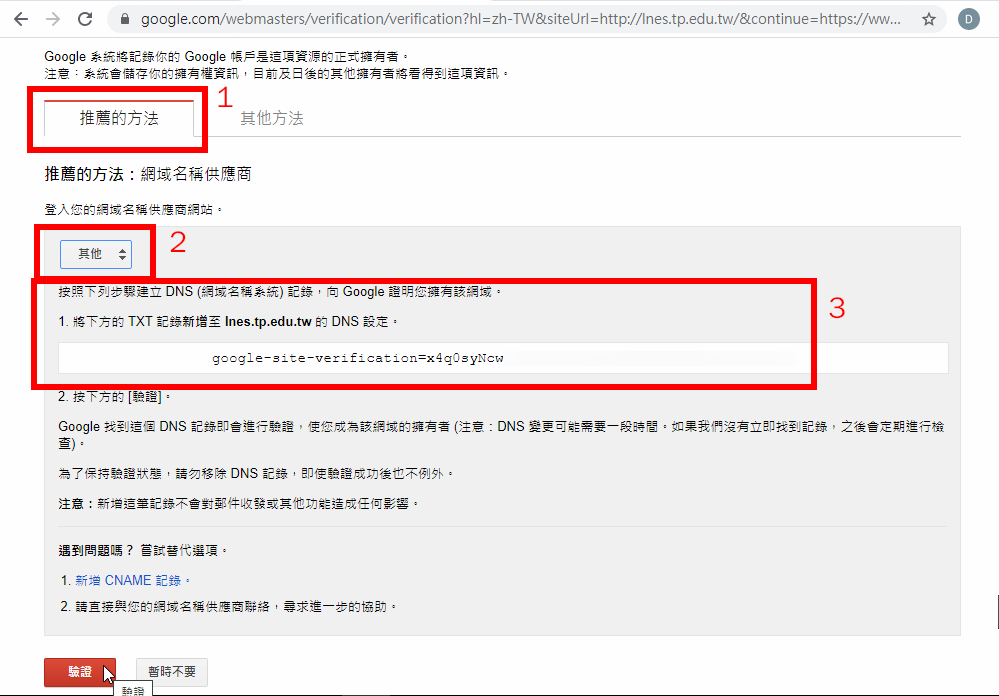 google.com/webmasters/verification/verification?hl=zh-TW&siteUrl=http://lnes.tp.edu.tw/&continue=https://ww...
D
Google 系統將記錄你的 Google 帳戶是這項資源的正式擁有者。
注意：系統會儲存你的擁有權資訊，目前及日後的其他擁有者將看得到這項資訊。
推薦的方法
1
其他方法
推薦的方法：網域名稱供應商
登入您的網域名稱供應商網站。
其他
2
按照下列步驟建立 DNS (網域名稱系統) 記錄，向 Google 證明您擁有該網域。
3
1. 將下方的 TXT 記錄新增至 lnes.tp.edu.tw 的 DNS 設定。
google-site-verification=x4q0syNcw
2. 按下方的 [驗證]。
Google 找到這個 DNS 記錄即會進行驗證，使您成為該網域的擁有者 (注意：DNS 變更可能需要一段時間。如果我們沒有立即找到記錄，之後會定期進行檢
查)。
為了保持驗證狀態，請勿移除 DNS 記錄，即使驗證成功後也不例外。
注意：新增這筆記錄不會對郵件收發或其他功能造成任何影響。
遇到問題嗎？ 嘗試替代選項。
1. 新增 CNAME 記錄。
2. 請直接與您的網域名稱供應商聯絡，尋求進一步的協助。
驗證
暫時不要
驗證